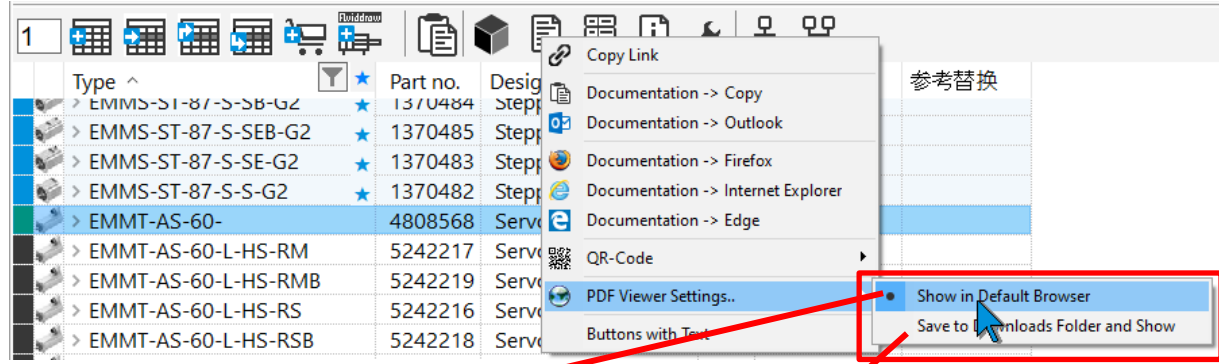 1
Fluiddraw
Type
Part no.
Desig
参考替换
EMMS-ST-87-S-SB-G2 1370484 Stepp
EMMS-ST-87-S-SEB-G2 1370485 Stepp
EMMS-ST-87-S-SE-G2 1370483 Stepp
EMMS-ST-87-S-S-G2 1370482 Stepp
EMMT-AS-60- 4808568 Servo
EMMT-AS-60-L-HS-RM 5242217 Servo
EMMT-AS-60-L-HS-RMB 5242219 Servo
EMMT-AS-60-L-HS-RS 5242216 Servo
EMMT-AS-60-L-HS-RSB 5242218 Servo
Copy Link
Documentation -> Copy
Documentation -> Outlook
Documentation -> Firefox
Documentation -> Internet Explorer
Documentation -> Edge
QR-Code
PDF Viewer Settings..
Buttons with Text
Show in Default Browser
Save to Downloads Folder and Show